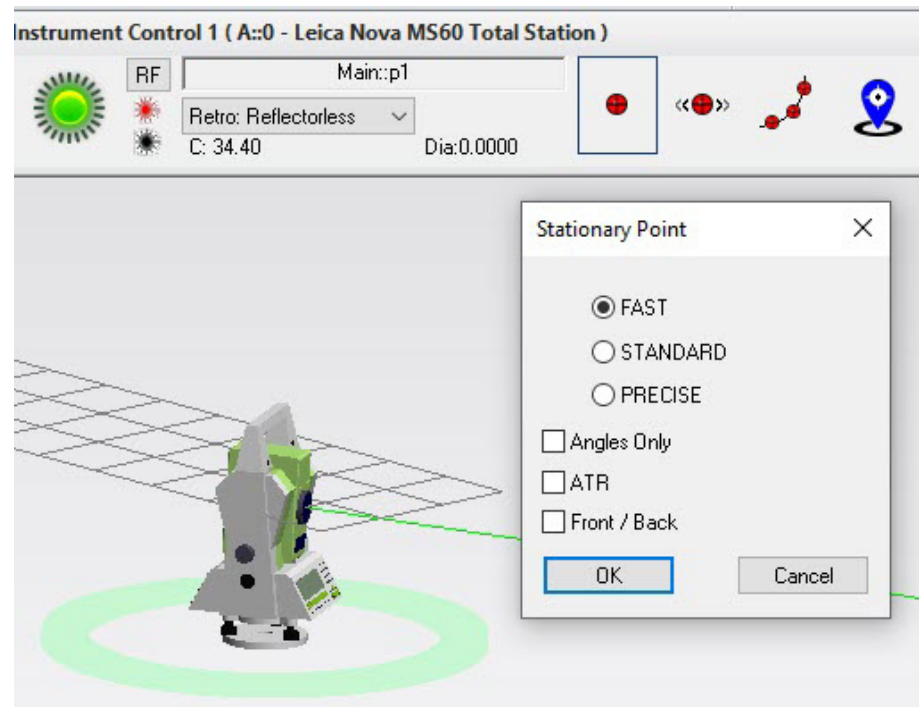 Instrument Control 1 ( A::0 - Leica Nova MS60 Total Station )
RF
Main::p1
Retro: Reflectorless
C: 34.40
Dia:0.0000
Stationary Point
FAST
STANDARD
PRECISE
Angles Only
ATR
Front / Back
OK
Cancel